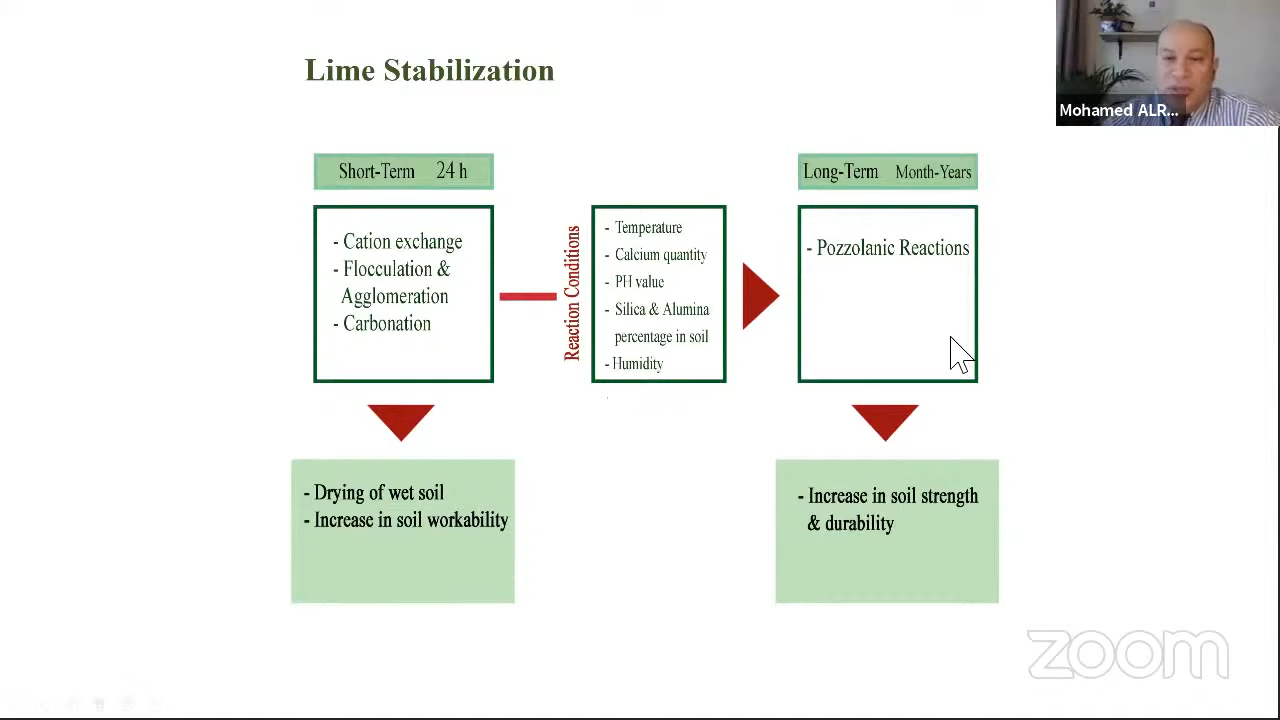 Lime Stabilization
Mohamed ALR...
Short-Term 24 h
- Cation exchange
- Flocculation &
Agglomeration
- Carbonation
Reaction Conditions
- Temperature
- Calcium quantity
- PH value
- Silica & Alumina
percentage in soil
- Humidity
Long-Term Month-Years
- Pozzolanic Reactions
- Drying of wet soil
- Increase in soil workability
- Increase in soil strength
& durability
zoom